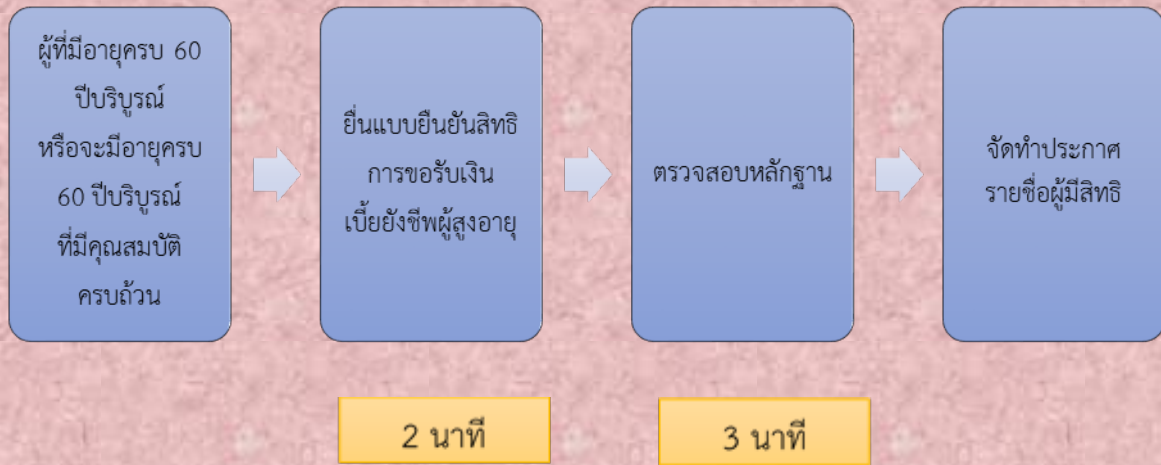 ผู้ที่มีอายุครบ 60
ปีบริบูรณ์
หรือจะมีอายุครบ
60 ปีบริบูรณ์
ที่มีคุณสมบัติ
ครบถ้วน
ยื่นแบบยืนยันสิทธิ
การขอรับเงิน
เบี้ยยังชีพผู้สูงอายุ
ตรวจสอบหลักฐาน
จัดทำประกาศ
รายชื่อผู้มีสิทธิ
2 นาที
3 นาที